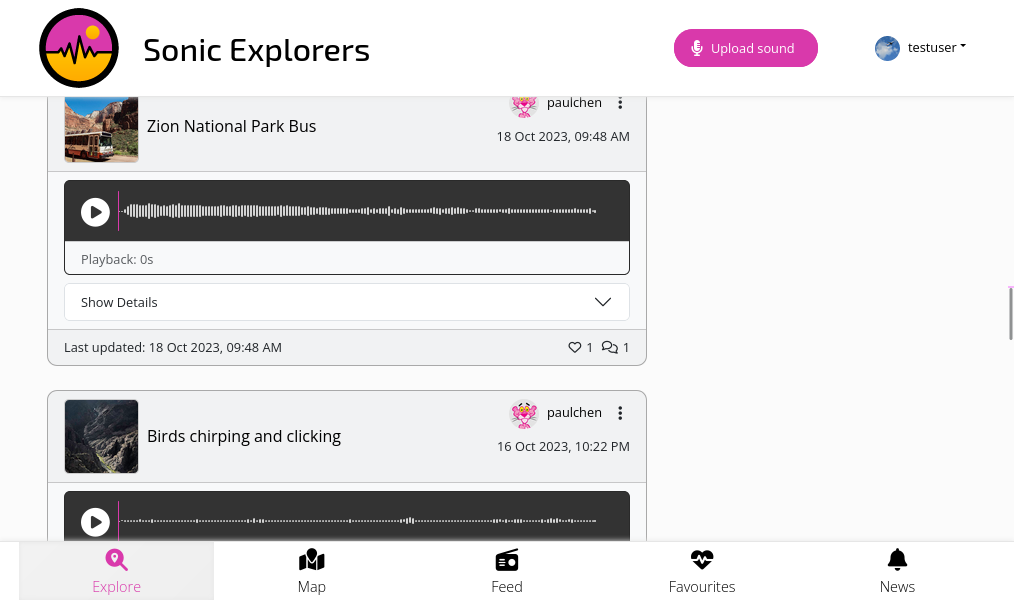 Sonic Explorers
Upload sound
testuser
paulchen
Zion National Park Bus
18 Oct 2023, 09:48 AM
Playback: 0s
Show Details
Last updated: 18 Oct 2023, 09:48 AM
1
1
paulchen
Birds chirping and clicking
16 Oct 2023, 10:22 PM
Explore
Map
Feed
Favourites
News